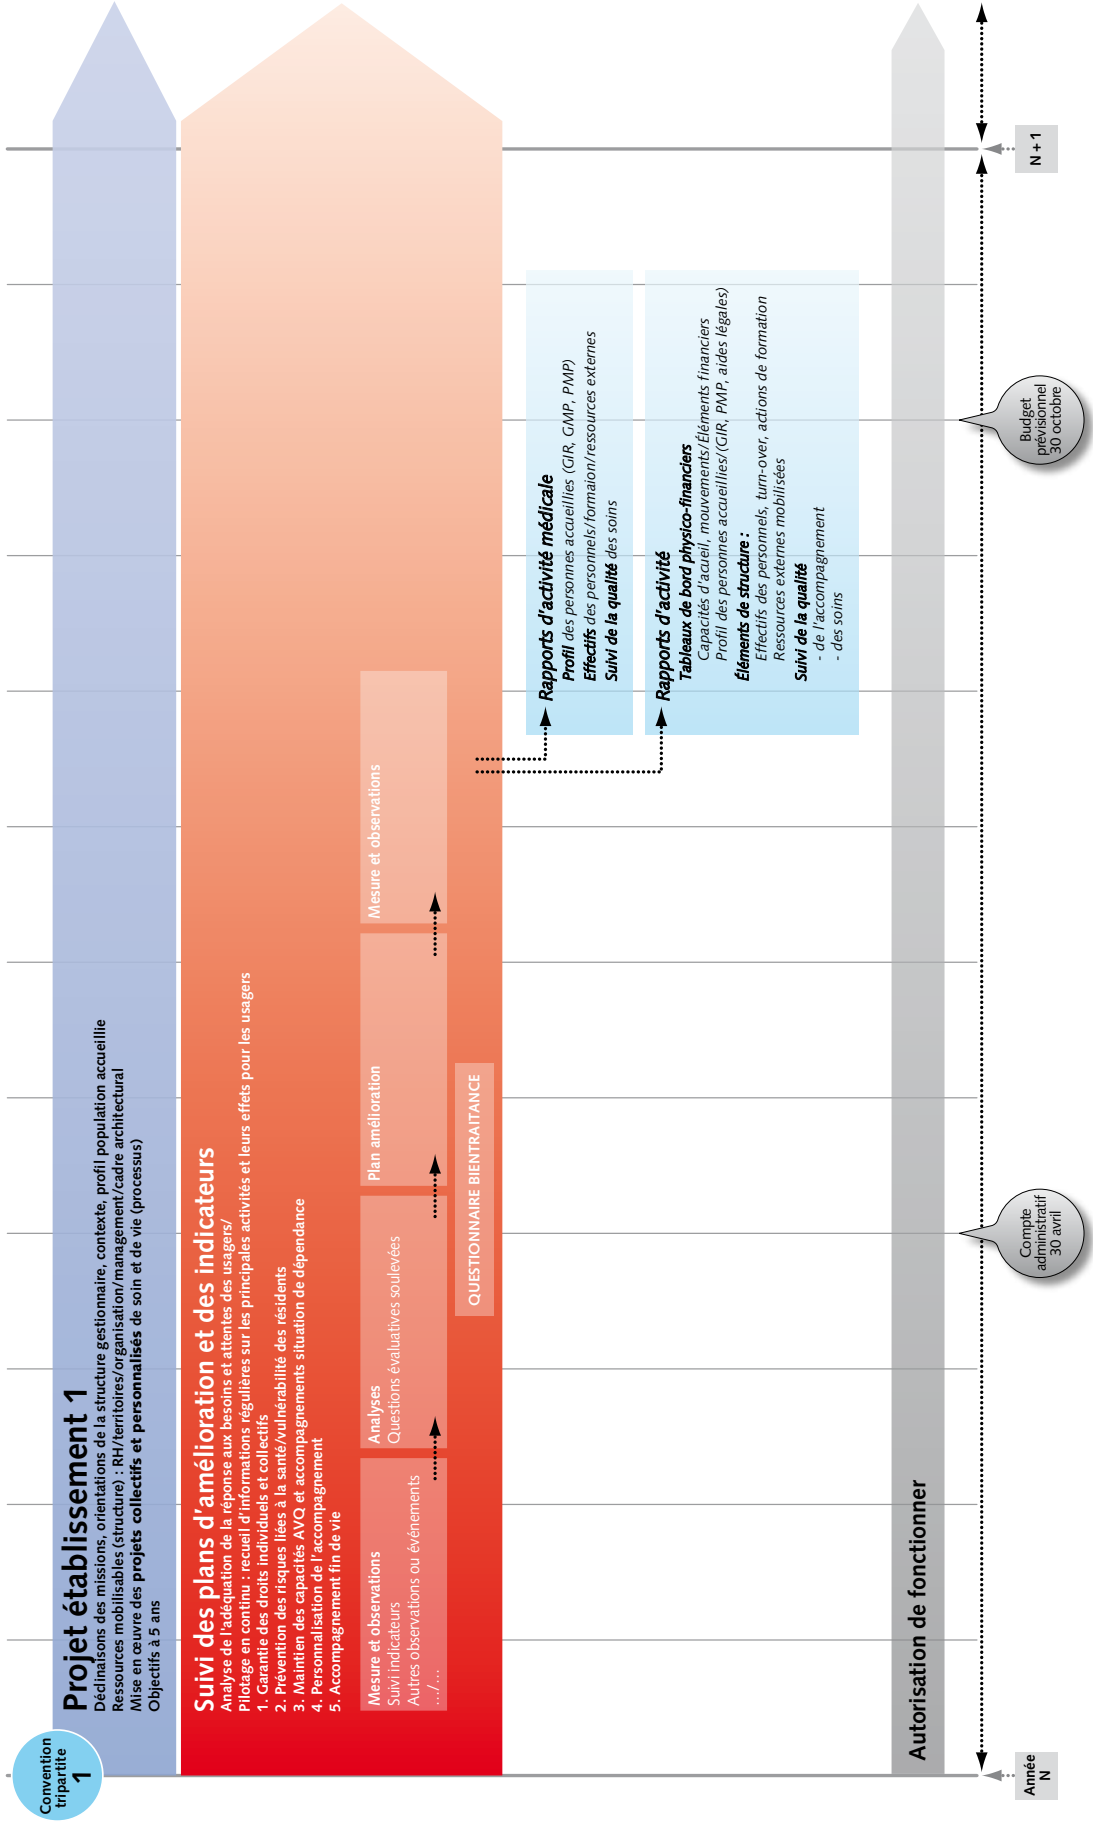 Convention
tripartite
1
Projet établissement 1
Déclinaisons des missions, orientations de la structure gestionnaire, contexte, profil population accueillie
Ressources mobilisables (structure) : RH/territoires/organisation/management/cadre architectural
Mise en œuvre des projets collectifs et personnalisés de soin et de vie (processus)
Objectifs à 5 ans
Suivi des plans d'amélioration et des indicateurs
Analyse de l'adéquation de la réponse aux besoins et attentes des usagers/
Pilotage en continu : recueil d'informations régulières sur les principales activités et leurs effets pour les usagers
1. Garantie des droits individuels et collectifs
2. Prévention des risques liées à la santé/vulnérabilité des résidents
3. Maintien des capacités AVQ et accompagnements situation de dépendance
4. Personnalisation de l'accompagnement
5. Accompagnement fin de vie
Mesure et observations
Suivi indicateurs
Autres observations ou événements
…/…
Analyses
Questions évaluatives soulevées
Plan amélioration
Mesure et observations
QUESTIONNAIRE BIENTRAITANCE
Rapports d'activité médicale
Profil des personnes accueillies (GIR, GMP, PMP)
Effectifs des personnels/formaion/ressources externes
Suivi de la qualité des soins
Rapports d'activité
Tableaux de bord physico-financiers
Capacités d'acueil, mouvements/Éléments financiers
Profil des personnes accueillies/(GIR, PMP, aides légales)
Éléments de structure :
Effectifs des personnels, turn-over, actions de formation
Ressources externes mobilisées
Suivi de la qualité
- de l'accompagnement
- des soins
Autorisation de fonctionner
Année
N
Compte
administratif
30 avril
Budget
prévisionnel
30 octobre
N + 1